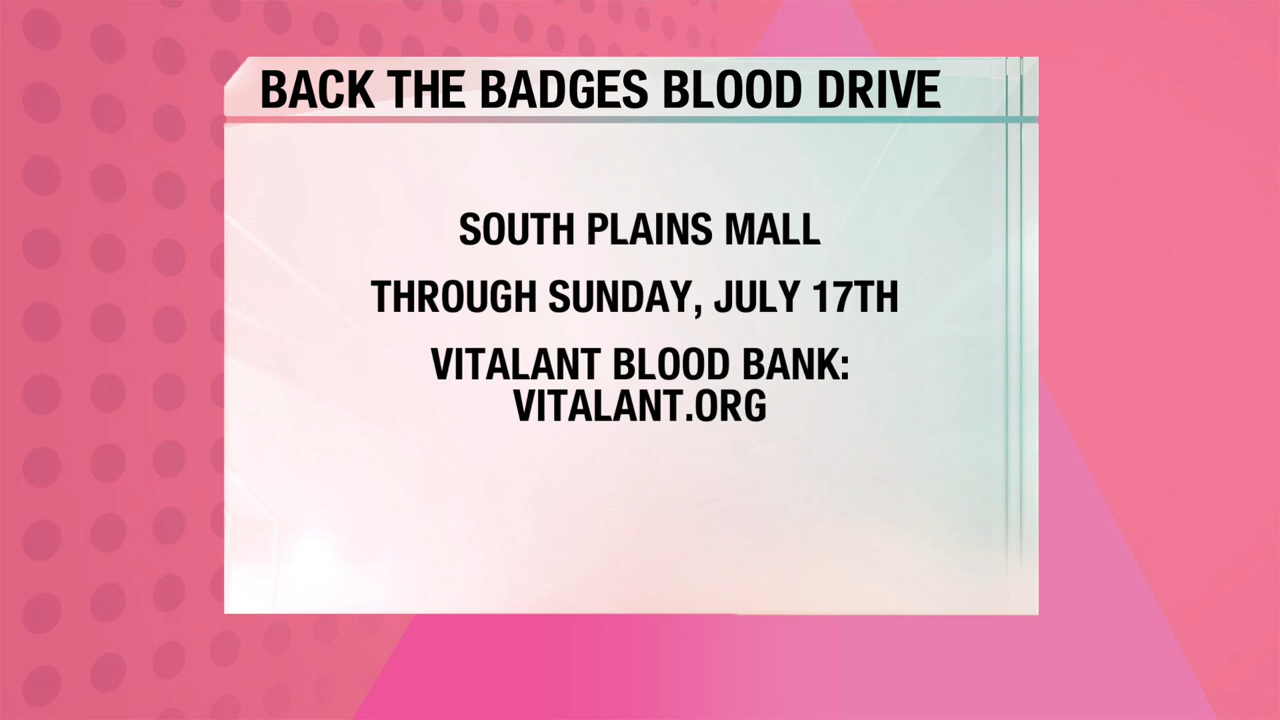 BACK THE BADGES BLOOD DRIVE
SOUTH PLAINS MALL
THROUGH SUNDAY, JULY 17TH
VITALANT BLOOD BANK:
VITALANT.ORG